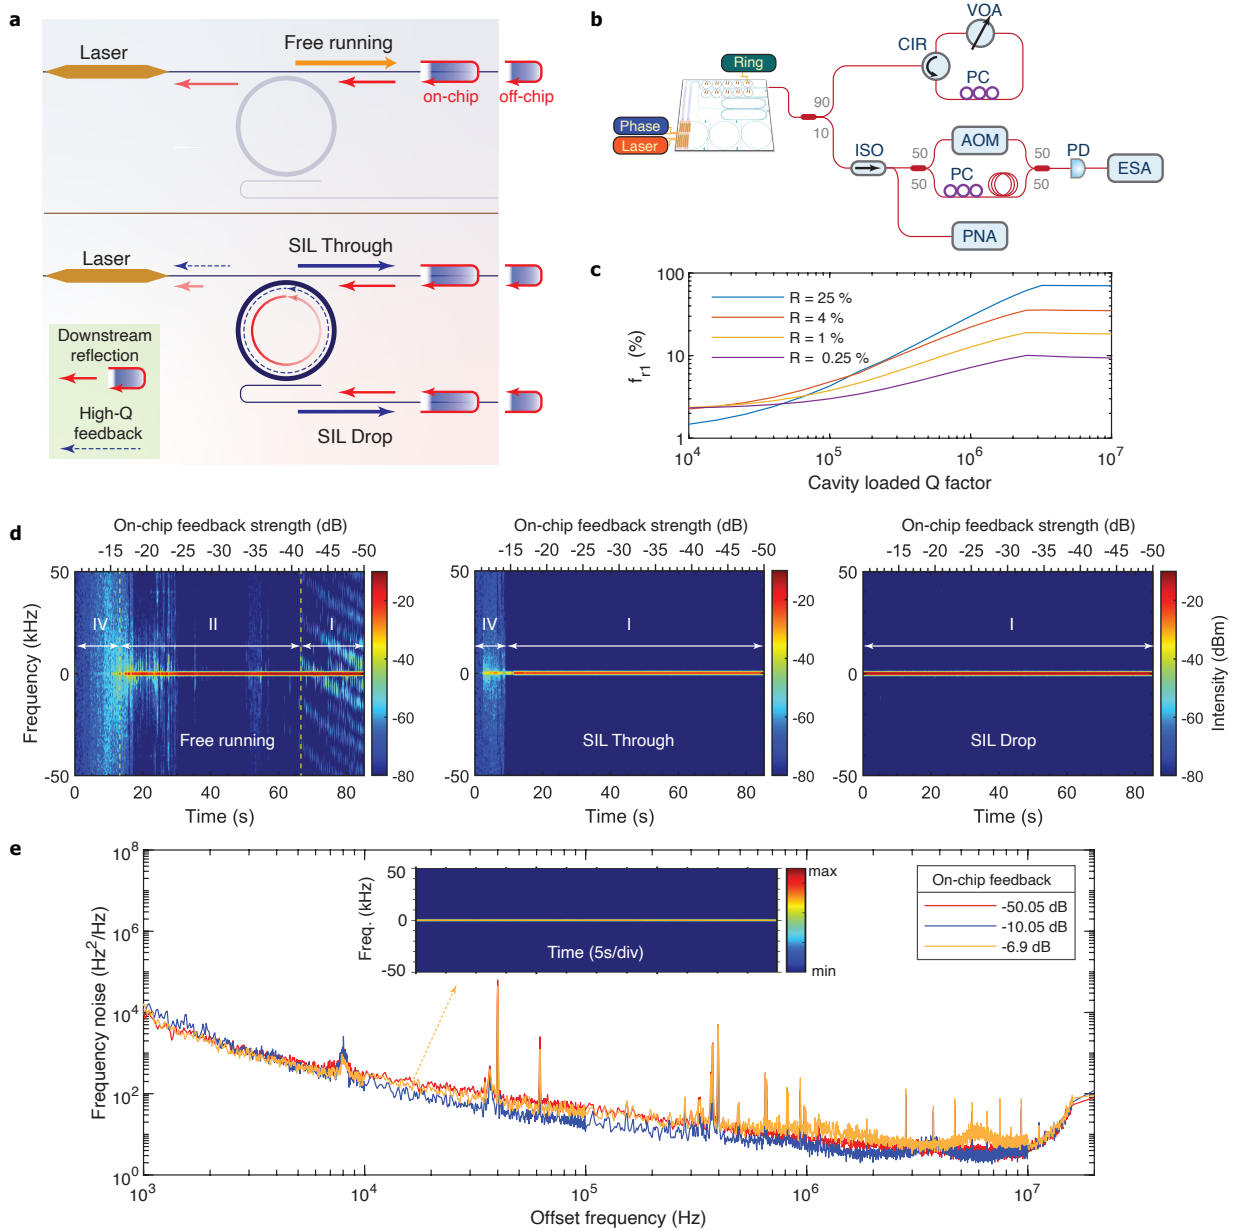 a
Laser
Free running
on-chip
off-chip
Laser
SIL Through
Downstream
reflection
High-Q
feedback
SIL Drop
b
Ring
Phase
Laser
90
10
CIR
VOA
PC
ISO
50
50
AOM
PC
50
50
PD
ESA
PNA
c
f_r1 (%)
100
10
1
R = 25 %
R = 4 %
R = 1 %
R = 0.25 %
10^4
10^5
10^6
10^7
Cavity loaded Q factor
d
On-chip feedback strength (dB)
-15 -20 -25 -30 -35 -40 -45 -50
Frequency (kHz)
50
0
-50
IV
II
I
Free running
0 20 40 60 80
Time (s)
-20
-40
-60
-80
On-chip feedback strength (dB)
-15 -20 -25 -30 -35 -40 -45 -50
50
0
-50
IV
I
SIL Through
0 20 40 60 80
Time (s)
-20
-40
-60
-80
On-chip feedback strength (dB)
-15 -20 -25 -30 -35 -40 -45 -50
50
0
-50
I
SIL Drop
0 20 40 60 80
Time (s)
-20
-40
-60
-80
Intensity (dBm)
e
Frequency noise (Hz^2/Hz)
10^8
10^6
10^4
10^2
10^0
Freq. (kHz)
50
0
-50
Time (5s/div)
max
min
On-chip feedback
-50.05 dB
-10.05 dB
-6.9 dB
10^3
10^4
10^5
10^6
10^7
Offset frequency (Hz)